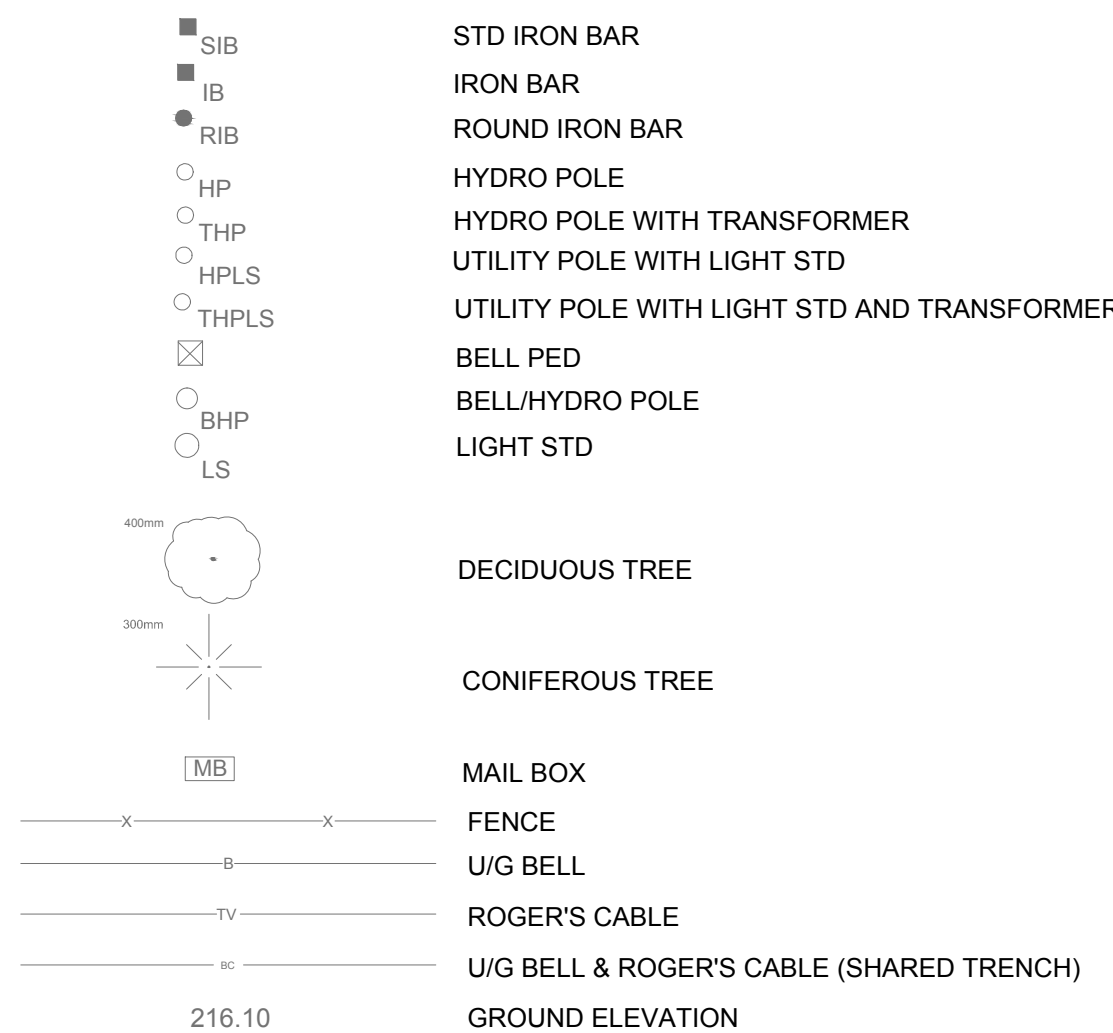 SIB STD IRON BAR
IB IRON BAR
RIB ROUND IRON BAR
HP HYDRO POLE
THP HYDRO POLE WITH TRANSFORMER
HPLS UTILITY POLE WITH LIGHT STD
THPLS UTILITY POLE WITH LIGHT STD AND TRANSFORMER
BELL PED
BHP BELL/HYDRO POLE
LS LIGHT STD
400mm
DECIDUOUS TREE
300mm
CONIFEROUS TREE
MB MAIL BOX
X X FENCE
B U/G BELL
TV ROGER'S CABLE
BC U/G BELL & ROGER'S CABLE (SHARED TRENCH)
216.10 GROUND ELEVATION